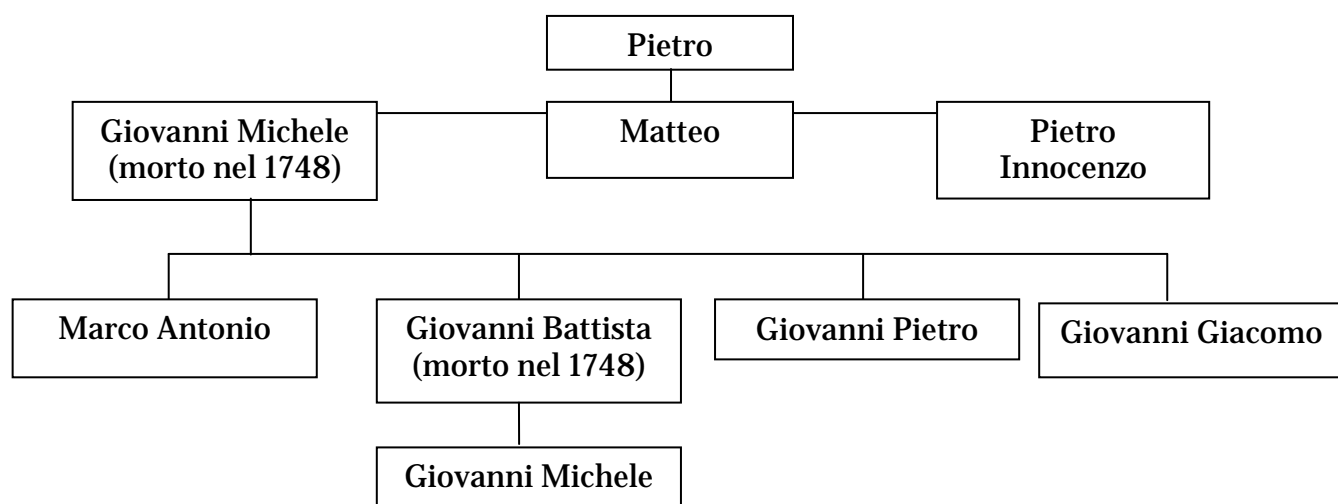 Pietro
Giovanni Michele
(morto nel 1748)
Matteo
Pietro
Innocenzo
Marco Antonio
Giovanni Battista
(morto nel 1748)
Giovanni Pietro
Giovanni Giacomo
Giovanni Michele